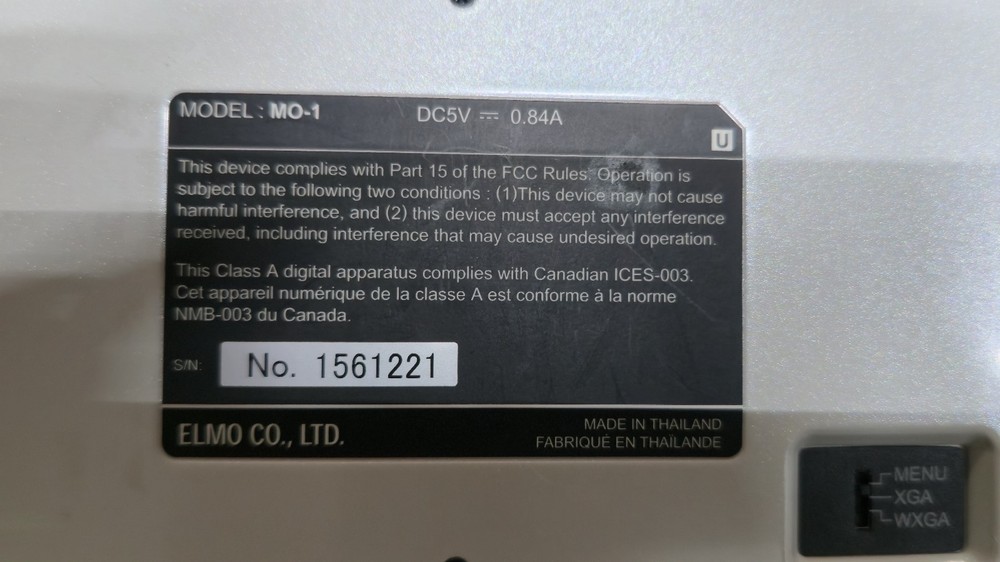 MODEL : MO-1 DC5V ⎓ 0.84A
U
This device complies with Part 15 of the FCC Rules. Operation is
subject to the following two conditions : (1)This device may not cause
harmful interference, and (2) this device must accept any interference
received, including interference that may cause undesired operation.
This Class A digital apparatus complies with Canadian ICES-003.
Cet appareil numérique de la classe A est conforme à la norme
NMB-003 du Canada.
S/N: No. 1561221
ELMO CO., LTD.
MADE IN THAILAND
FABRIQUÉ EN THAÏLANDE
MENU
XGA
WXGA